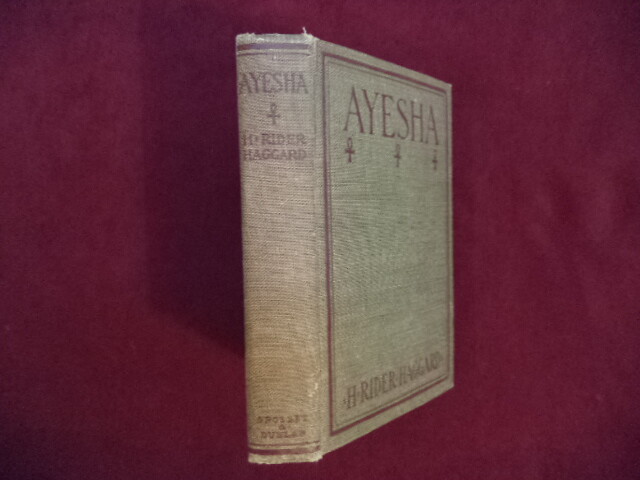 AYESHA
H. RIDER
HAGGARD
GROSSET
&
DUNLAP
AYESHA
H. RIDER HAGGARD